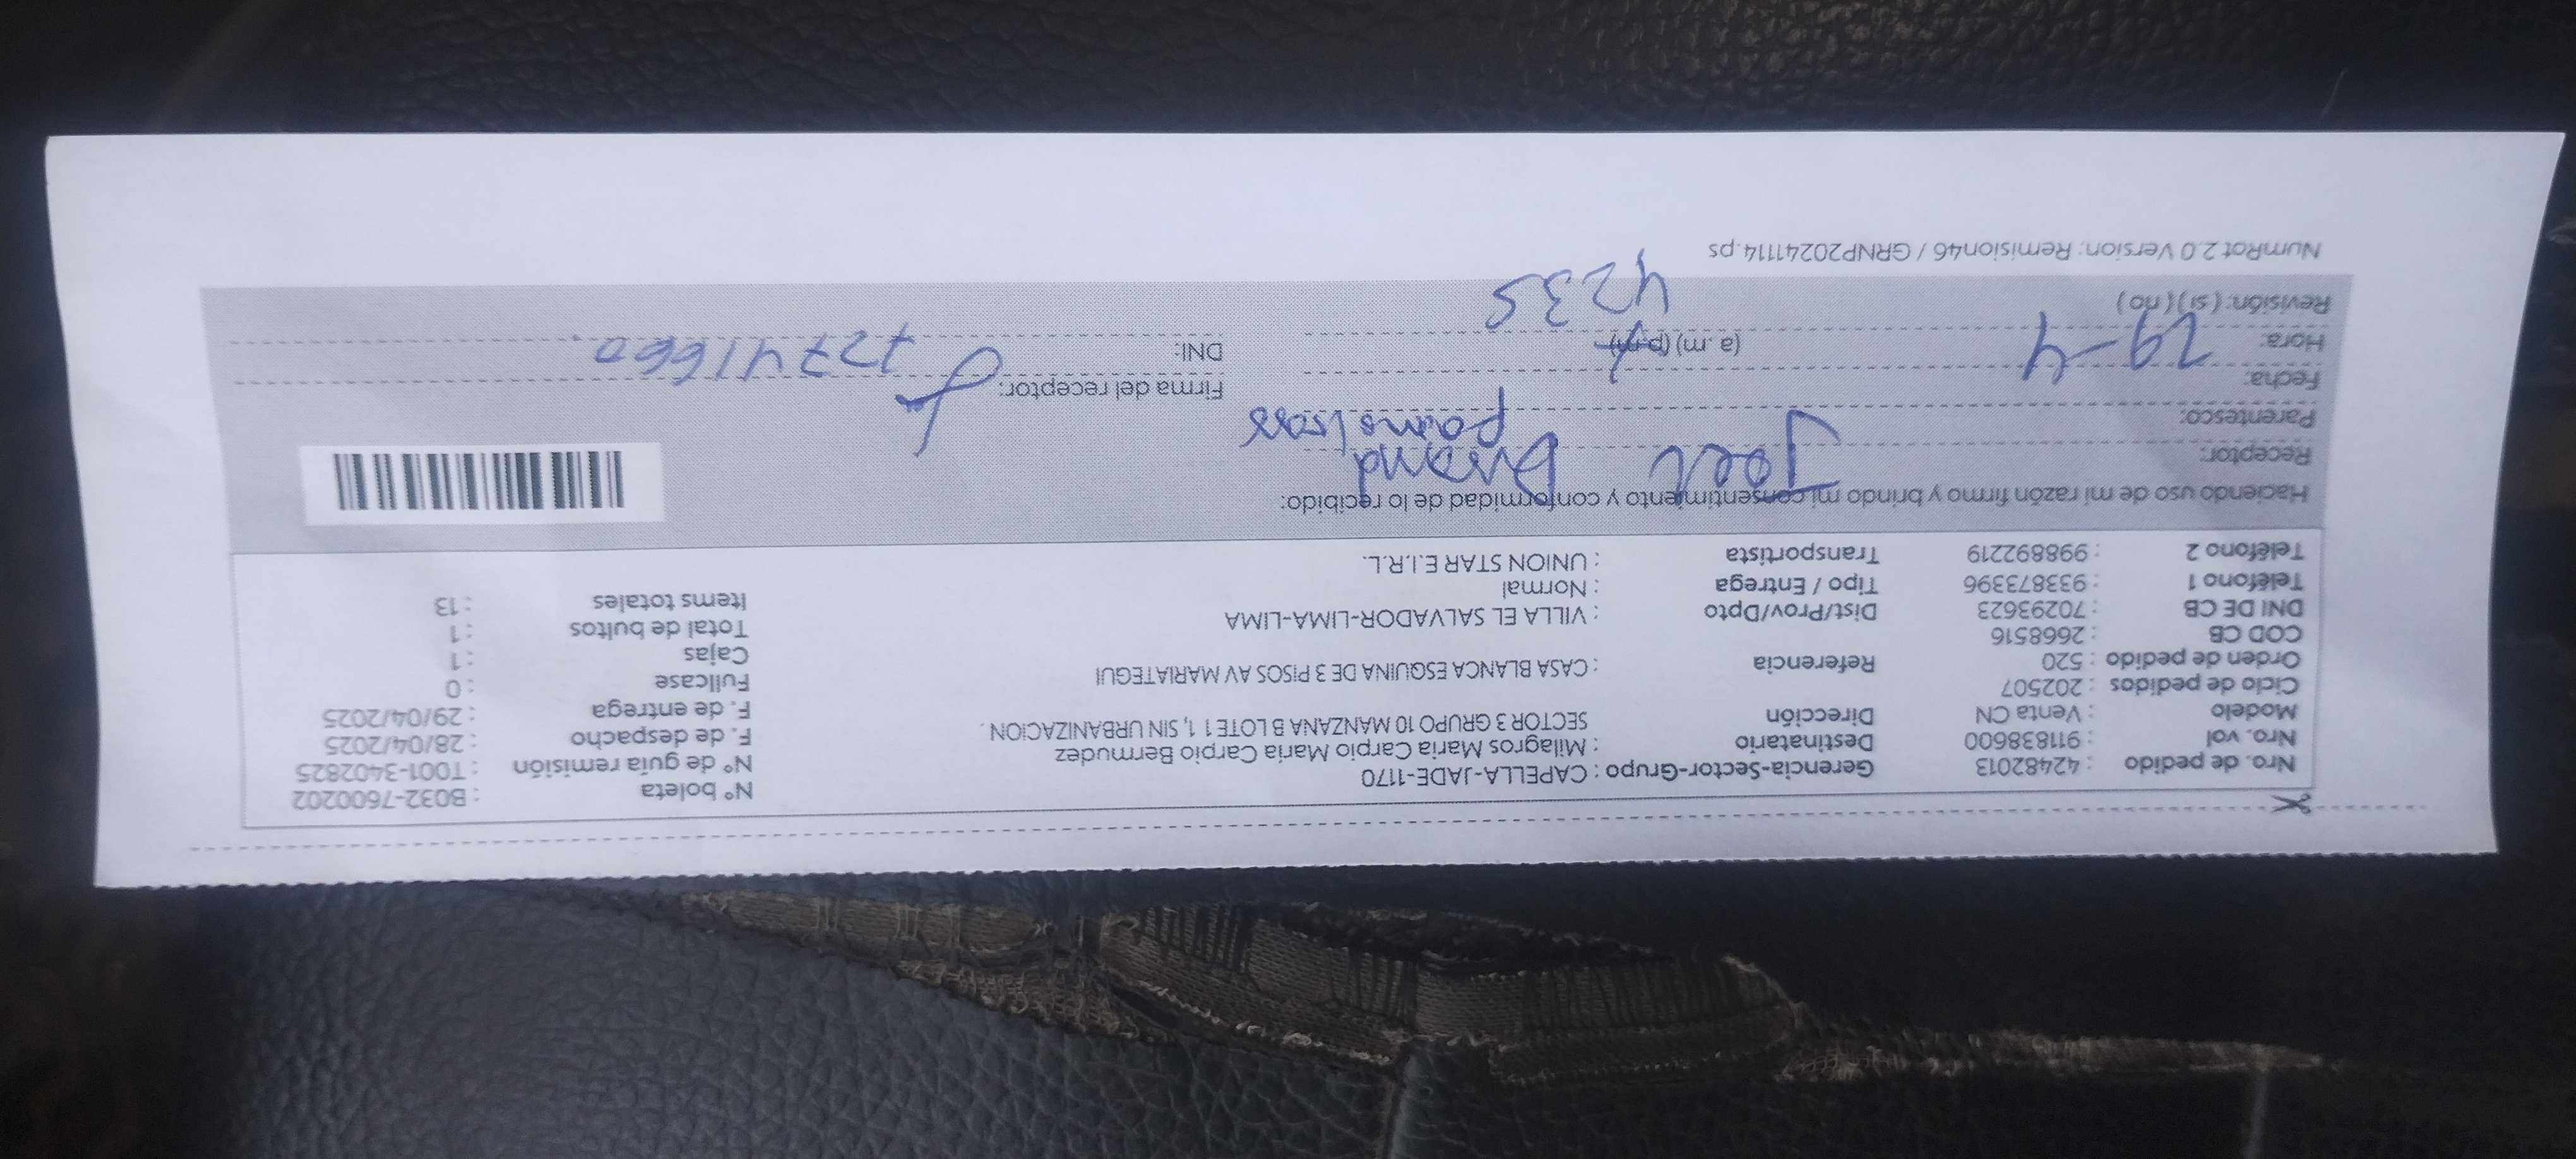 Nro. de pedido : 42482013 Gerencia-Sector-Grupo : CAPELLA-JADE-1170 N° boleta : B032-7600202
Nro. vol : 911838600 Destinatario : Milagros Maria Carpio Maria Carpio Bermudez N° de guía remisión : T001-3402825
Modelo : Venta CN Dirección SECTOR 3 GRUPO 10 MANZANA B LOTE 1 1, SIN URBANIZACION . F. de despacho : 28/04/2025
Ciclo de pedidos : 202507 F. de entrega : 29/04/2025
Orden de pedido : 520 Referencia : CASA BLANCA ESQUINA DE 3 PISOS AV MARIATEGUI Fullcase : 0
COD CB : 2668516 Cajas : 1
DNI DE CB : 70293623 Dist/Prov/Dpto : VILLA EL SALVADOR-LIMA-LIMA Total de bultos : 1
Teléfono 1 : 933873396 Tipo / Entrega : Normal Items totales : 13
Teléfono 2 : 998892219 Transportista : UNION STAR E.I.R.L.
Haciendo uso de mi razón firmo y brindo mi consentimiento y conformidad de lo recibido:
Receptor: Joel
Parentesco:
Fecha: 29-4 Firma del receptor:
Hora: (a. m) (p.m) DNI: 72741660.
Revisión: ( si ) ( no ) 4235
NumRot 2.0 Version: Remision46 / GRNP20241114.ps